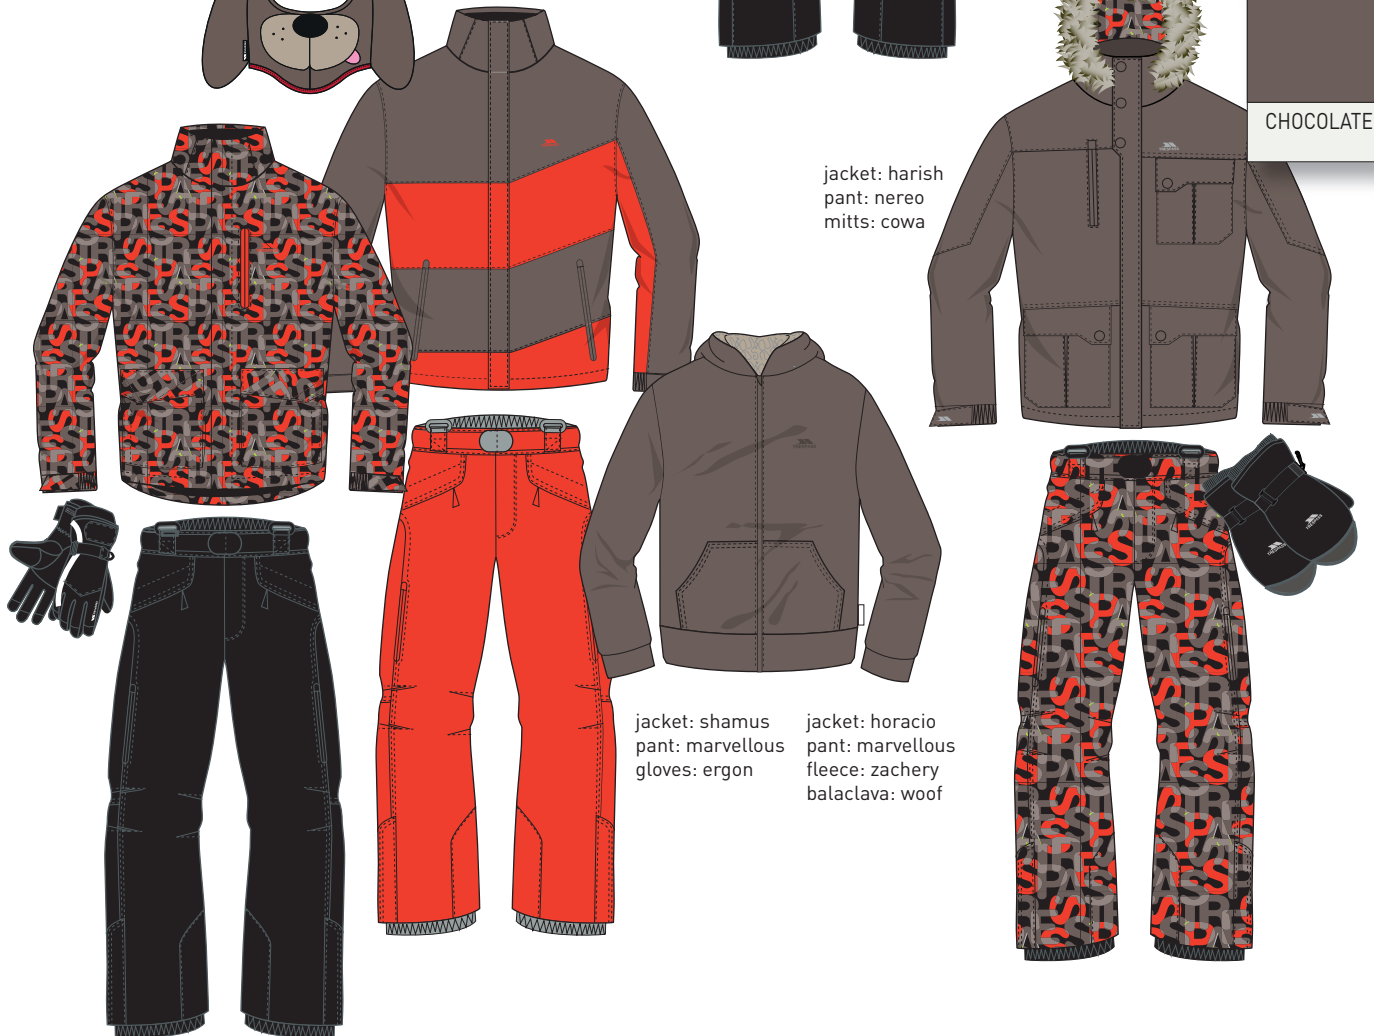 CHOCOLATE
jacket: harish
pant: nereo
mitts: cowa
jacket: shamus
pant: marvellous
gloves: ergon
jacket: horacio
pant: marvellous
fleece: zachery
balaclava: woof